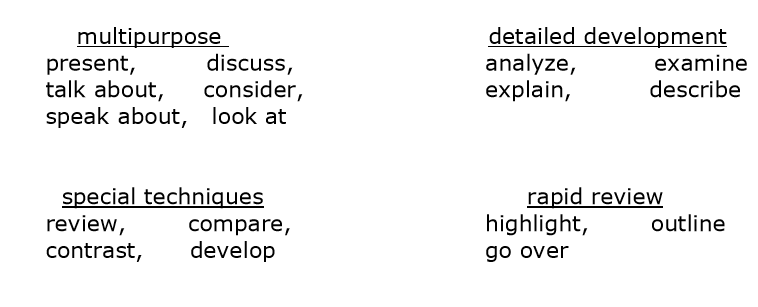 multipurpose
present, discuss,
talk about, consider,
speak about, look at
detailed development
analyze, examine
explain, describe
special techniques
review, compare,
contrast, develop
rapid review
highlight, outline
go over